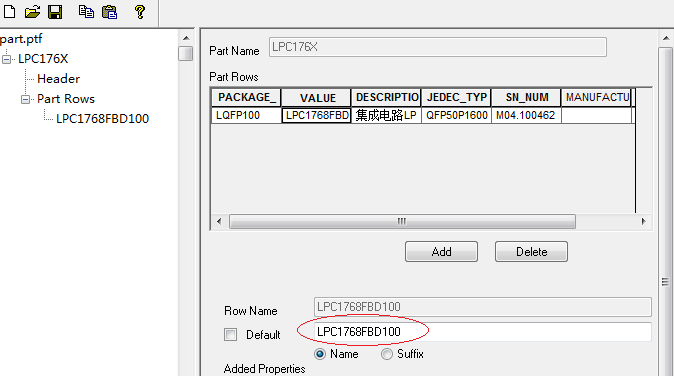 part.ptf
LPC176X
Header
Part Rows
LPC1768FBD100
Part Name LPC176X
Part Rows
PACKAGE_ VALUE DESCRIPTIO JEDEC_TYP SN_NUM MANUFACTU
LQFP100 LPC1768FBD 集成电路LP QFP50P1600 M04.100462
Add Delete
Row Name LPC1768FBD100
Default LPC1768FBD100
Name Suffix
Added Properties